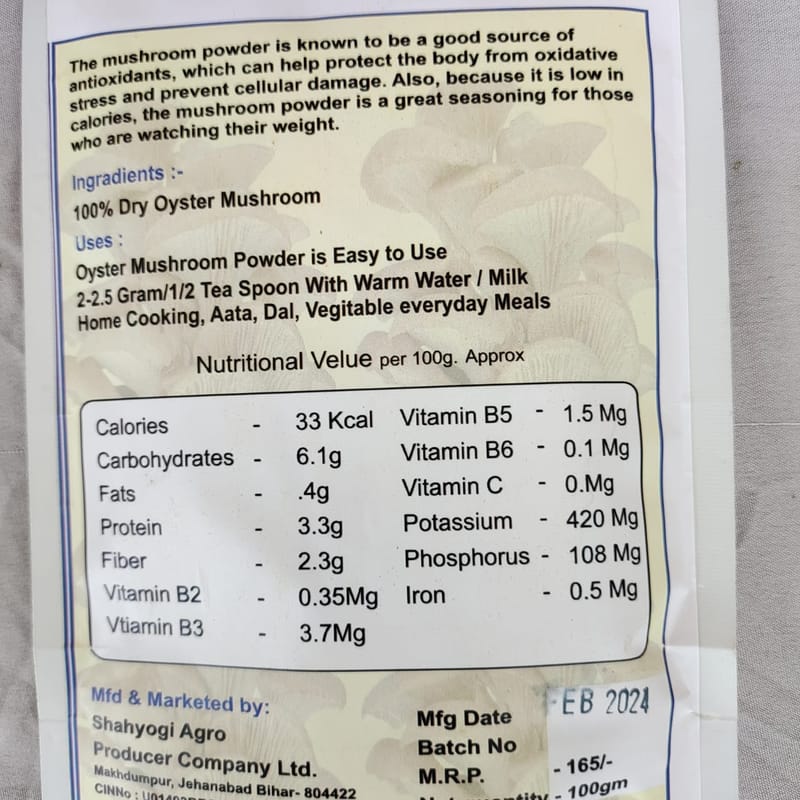 The mushroom powder is known to be a good source of
antioxidants, which can help protect the body from oxidative
stress and prevent cellular damage. Also, because it is low in
calories, the mushroom powder is a great seasoning for those
who are watching their weight.
Ingradients :-
100% Dry Oyster Mushroom
Uses :
Oyster Mushroom Powder is Easy to Use
2-2.5 Gram/1/2 Tea Spoon With Warm Water / Milk
Home Cooking, Aata, Dal, Vegitable everyday Meals
Nutritional Velue per 100g. Approx
Calories - 33 Kcal
Carbohydrates - 6.1g
Fats - .4g
Protein - 3.3g
Fiber - 2.3g
Vitamin B2 - 0.35Mg
Vtiamin B3 - 3.7Mg
Vitamin B5 - 1.5 Mg
Vitamin B6 - 0.1 Mg
Vitamin C - 0.Mg
Potassium - 420 Mg
Phosphorus - 108 Mg
Iron - 0.5 Mg
Mfd & Marketed by:
Shahyogi Agro
Producer Company Ltd.
Makhdumpur, Jehanabad Bihar- 804422
CINNo :
Mfg Date FEB 2024
Batch No
M.R.P. - 165/-
- 100gm